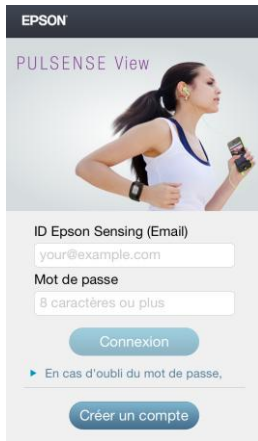 EPSON
PULSENSE View
ID Epson Sensing (Email)
your@example.com
Mot de passe
8 caractères ou plus
Connexion
En cas d'oubli du mot de passe,
Créer un compte